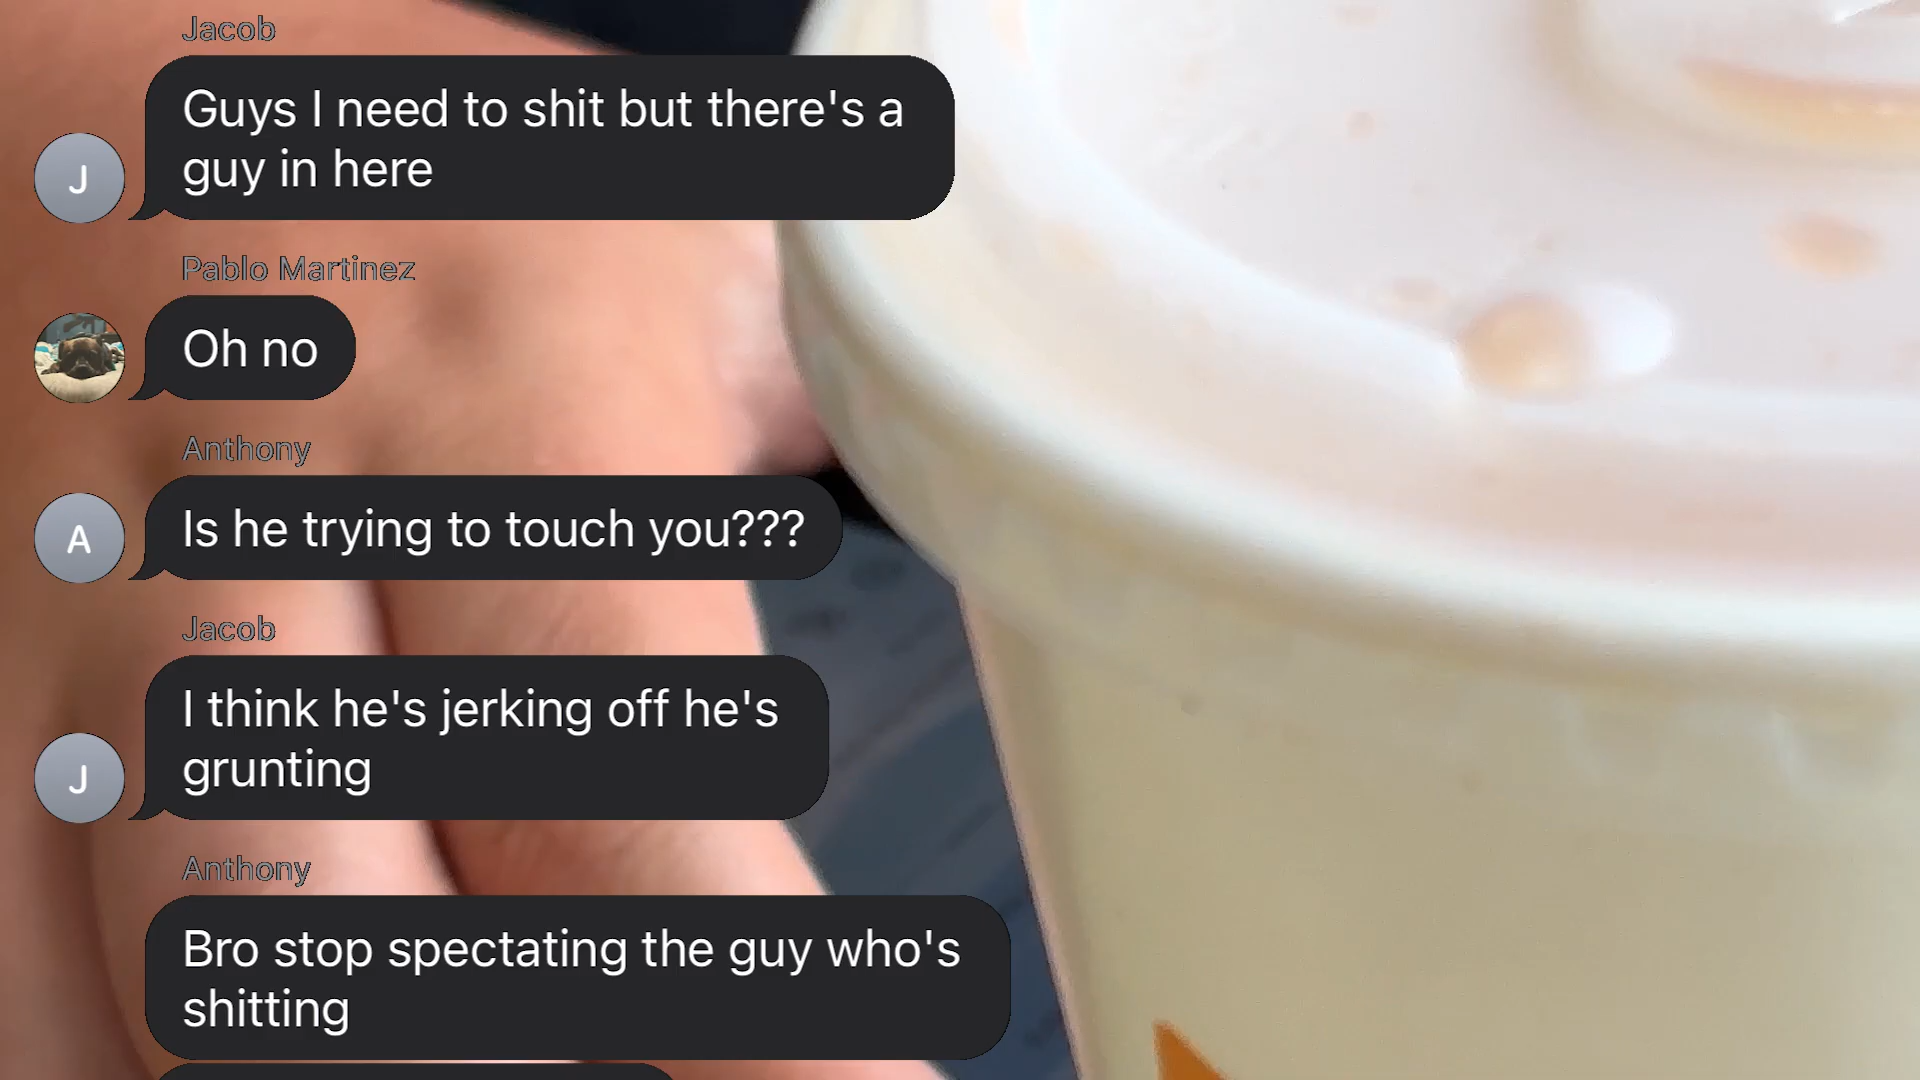 Jacob
Guys I need to shit but there's a
guy in here
J
Pablo Martinez
Oh no
Anthony
Is he trying to touch you???
A
Jacob
I think he's jerking off he's
grunting
J
Anthony
Bro stop spectating the guy who's
shitting